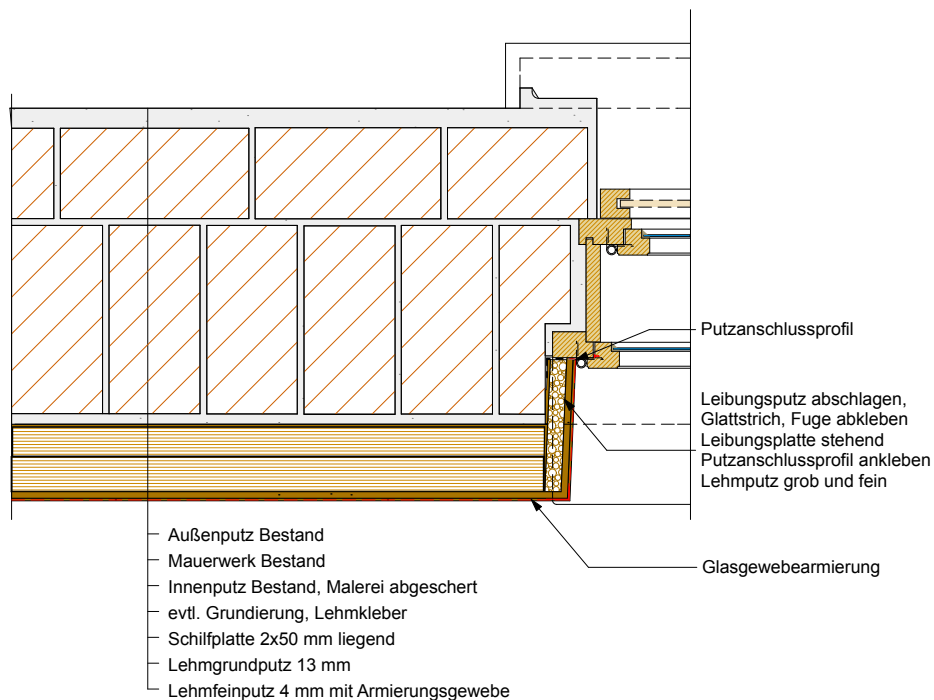 Putzanschlussprofil
Leibungsputz abschlagen,
Glattstrich, Fuge abkleben
Leibungsplatte stehend
Putzanschlussprofil ankleben
Lehmputz grob und fein
Glasgewebearmierung
Außenputz Bestand
Mauerwerk Bestand
Innenputz Bestand, Malerei abgeschert
evtl. Grundierung, Lehmkleber
Schilfplatte 2x50 mm liegend
Lehmgrundputz 13 mm
Lehmfeinputz 4 mm mit Armierungsgewebe